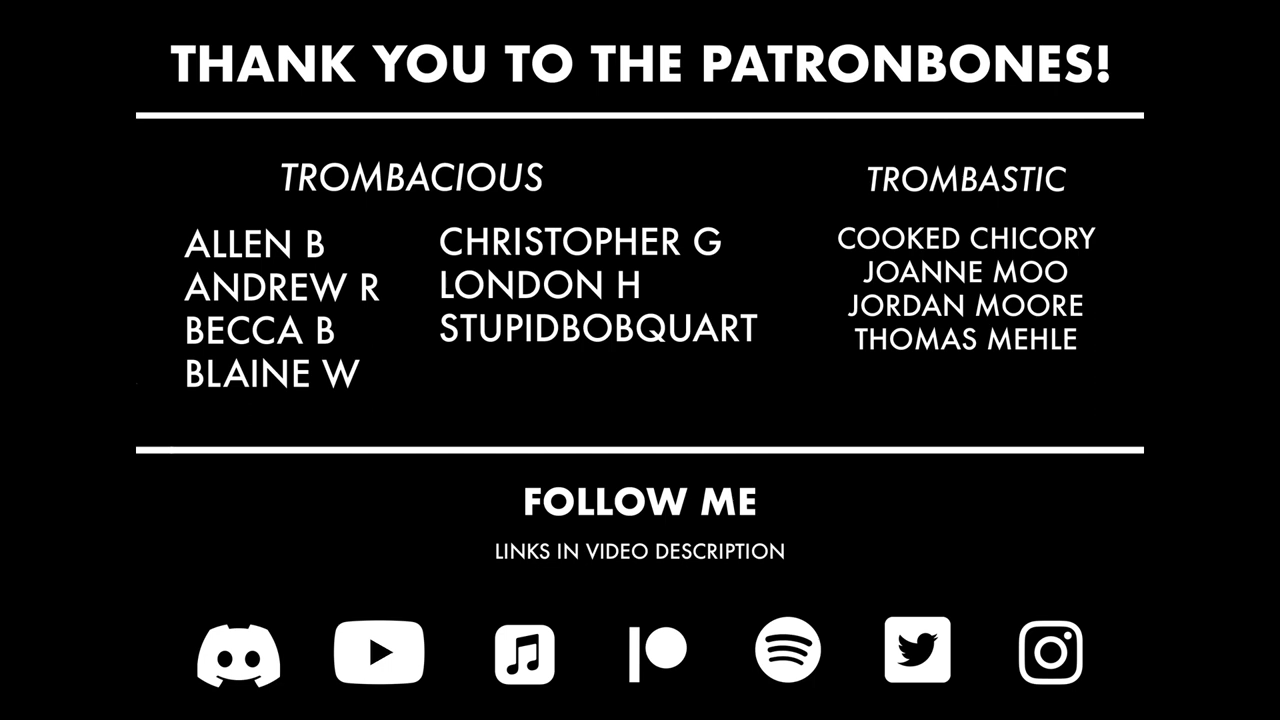 THANK YOU TO THE PATRONBONES!
TROMBACIOUS
ALLEN B
ANDREW R
BECCA B
BLAINE W
CHRISTOPHER G
LONDON H
STUPIDBOBQUART
TROMBASTIC
COOKED CHICORY
JOANNE MOO
JORDAN MOORE
THOMAS MEHLE
FOLLOW ME
LINKS IN VIDEO DESCRIPTION